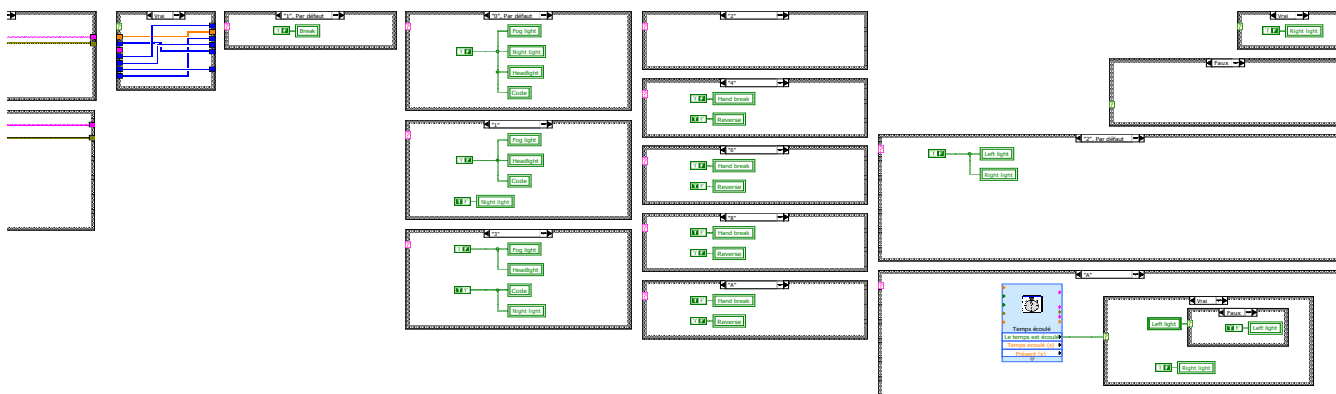 Vrai
"1", Par défaut
Break
"0", Par défaut
Fog light
Night light
Headlight
Code
"1"
Fog light
Headlight
Code
Night light
"3"
Fog light
Headlight
Code
Night light
"2"
"4"
Hand break
Reverse
"6"
Hand break
Reverse
"8"
Hand break
Reverse
"A"
Hand break
Reverse
Vrai
Right light
Faux
"2", Par défaut
Left light
Right light
"A"
Temps écoulé
Le temps est écoulé
Temps écoulé (s)
Présent (s)
Vrai
Left light
Faux
Left light
Right light